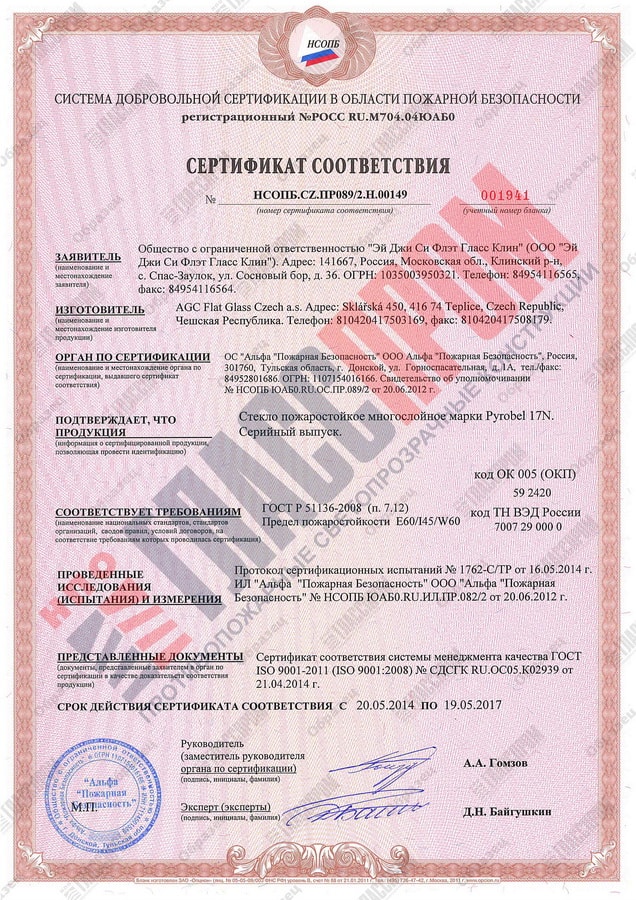 НСОПБ
СИСТЕМА ДОБРОВОЛЬНОЙ СЕРТИФИКАЦИИ В ОБЛАСТИ ПОЖАРНОЙ БЕЗОПАСНОСТИ
регистрационный №РОСС RU.М704.04ЮАБ0
СЕРТИФИКАТ СООТВЕТСТВИЯ
№ НСОПБ.CZ.ПР089/2.Н.00149 001941
(номер сертификата соответствия) (учетный номер бланка)
ЗАЯВИТЕЛЬ
(наименование и
местонахождение
заявителя)
Общество с ограниченной ответственностью "Эй Джи Си Флэт Гласс Клин" (ООО "Эй
Джи Си Флэт Гласс Клин"). Адрес: 141667, Россия, Московская обл., Клинский р-н,
с. Спас-Заулок, ул. Сосновый бор, д. 36. ОГРН: 1035003950321. Телефон: 84954116565,
факс: 84954116564.
ИЗГОТОВИТЕЛЬ
(наименование и
местонахождение изготовителя
продукции)
AGC Flat Glass Czech a.s. Адрес: Sklářská 450, 416 74 Teplice, Czech Republic,
Чешская Республика. Телефон: 810420417503169, факс: 810420417508179.
ОРГАН ПО СЕРТИФИКАЦИИ
(наименование и местонахождение органа по
сертификации, выдавшего сертификат
соответствия)
ОС "Альфа "Пожарная Безопасность" ООО Альфа "Пожарная Безопасность", Россия,
301760, Тульская область, г. Донской, ул. Горноспасательная, д.1А, тел./факс:
84952801686. ОГРН: 1107154016166. Свидетельство об уполномочивании
№ НСОПБ ЮАБ0.RU.ОС.ПР.089/2 от 20.06.2012 г.
ПОДТВЕРЖДАЕТ, ЧТО
ПРОДУКЦИЯ
(информация о сертифицированной продукции,
позволяющая провести идентификацию)
Стекло пожаростойкое многослойное марки Pyrobel 17N.
Серийный выпуск.
код ОК 005 (ОКП)
59 2420
СООТВЕТСТВУЕТ ТРЕБОВАНИЯМ
(наименование национальных стандартов, стандартов
организаций, сводов правил, условий договоров, на
соответствие требованиям которых проводилась сертификация)
ГОСТ Р 51136-2008 (п. 7.12)
Предел пожаростойкости E60/I45/W60
код ТН ВЭД России
7007 29 000 0
ПРОВЕДЕННЫЕ
ИССЛЕДОВАНИЯ
(ИСПЫТАНИЯ) И ИЗМЕРЕНИЯ
Протокол сертификационных испытаний № 1762-С/ТР от 16.05.2014 г.
ИЛ "Альфа "Пожарная Безопасность" ООО "Альфа "Пожарная
Безопасность" № НСОПБ ЮАБ0.RU.ИЛ.ПР.082/2 от 20.06.2012 г.
ПРЕДСТАВЛЕННЫЕ ДОКУМЕНТЫ
(документы, представленные заявителем в орган по
сертификации в качестве доказательств соответствия
продукции)
Сертификат соответствия системы менеджмента качества ГОСТ
ISO 9001-2011 (ISO 9001:2008) № СДСГК RU.ОС05.К02939 от
21.04.2014 г.
СРОК ДЕЙСТВИЯ СЕРТИФИКАТА СООТВЕТСТВИЯ С 20.05.2014 ПО 19.05.2017
Руководитель
(заместитель руководителя
органа по сертификации)
(подпись, инициалы, фамилия)
А.А. Гомзов
Эксперт (эксперты)
(подпись, инициалы, фамилия)
Д.Н. Байгушкин
"Альфа
"Пожарная
Безопасность"
М.П.
ГЛАСПРОМ
ПРОТИВОПОЖАРНЫЕ СВЕТОПРОЗРАЧНЫЕ КОНСТРУКЦИИ
Образец